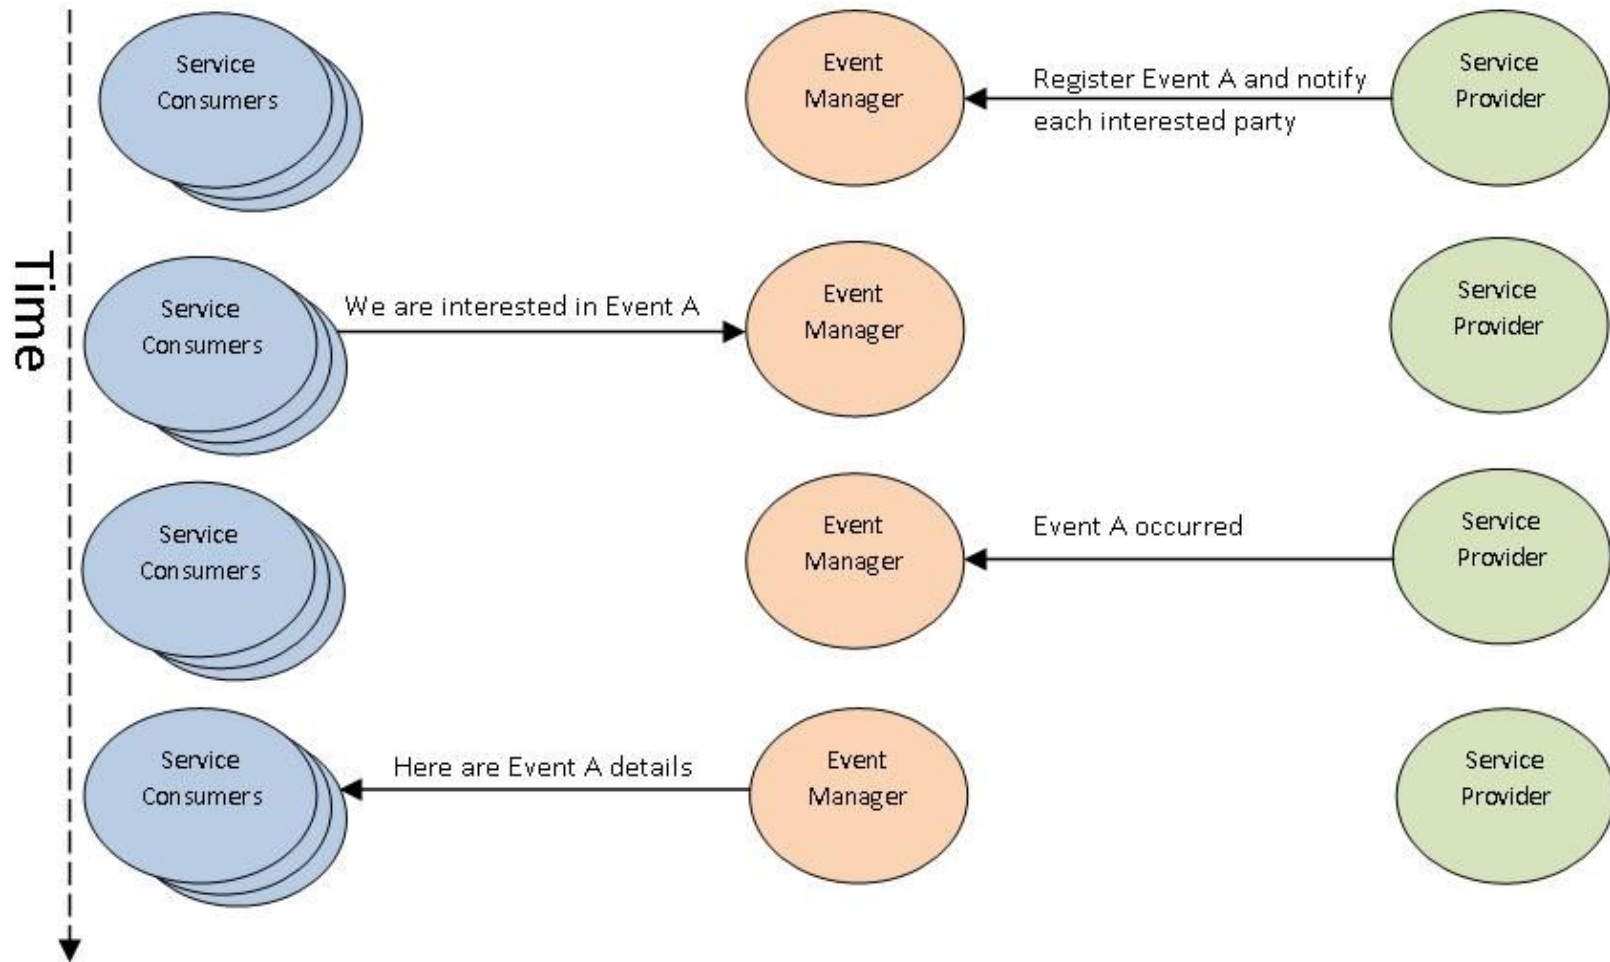 Time
Service
Consumers
Event
Manager
Register Event A and notify
each interested party
Service
Provider
Service
Consumers
We are interested in Event A
Event
Manager
Service
Provider
Service
Consumers
Event
Manager
Event A occurred
Service
Provider
Service
Consumers
Here are Event A details
Event
Manager
Service
Provider